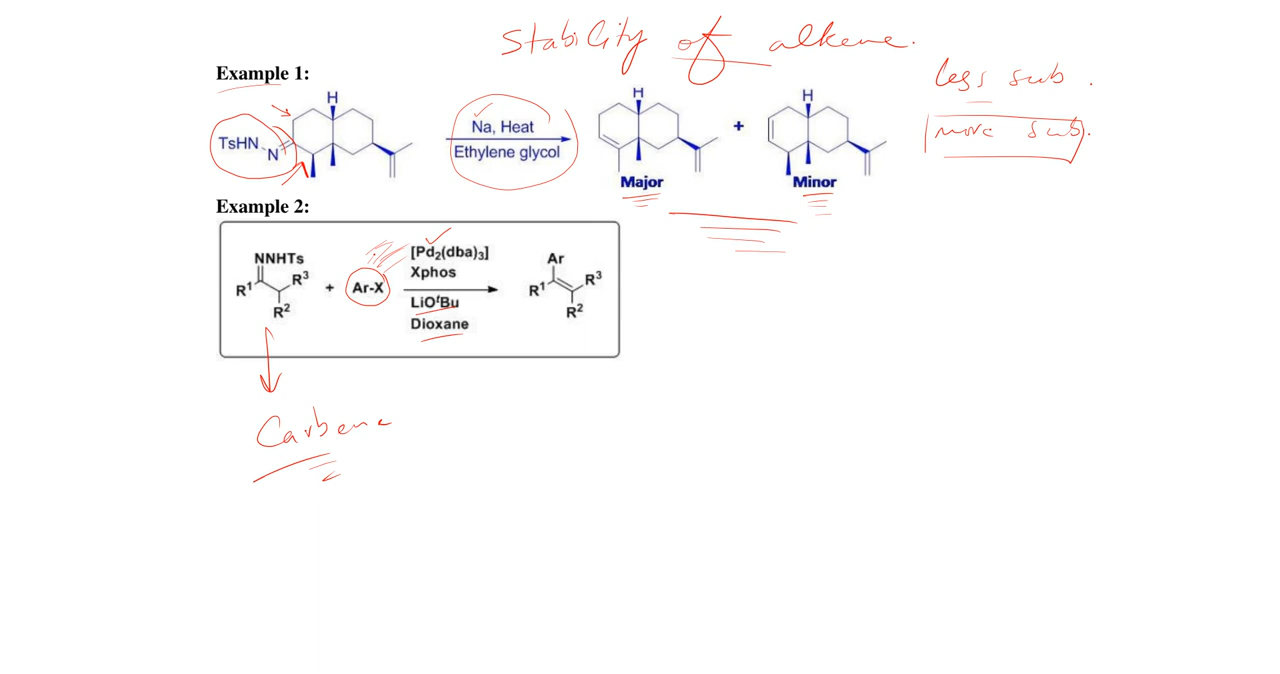 Stability of alkene.
less sub.
more sub.
Example 1:
H
TsHN
N
Na, Heat
Ethylene glycol
H
Major
+
H
Minor
Example 2:
NNHTs
R¹
R³
R²
+
Ar-X
[Pd₂(dba)₃]
Xphos
LiOᵗBu
Dioxane
Ar
R¹
R³
R²
Carbene